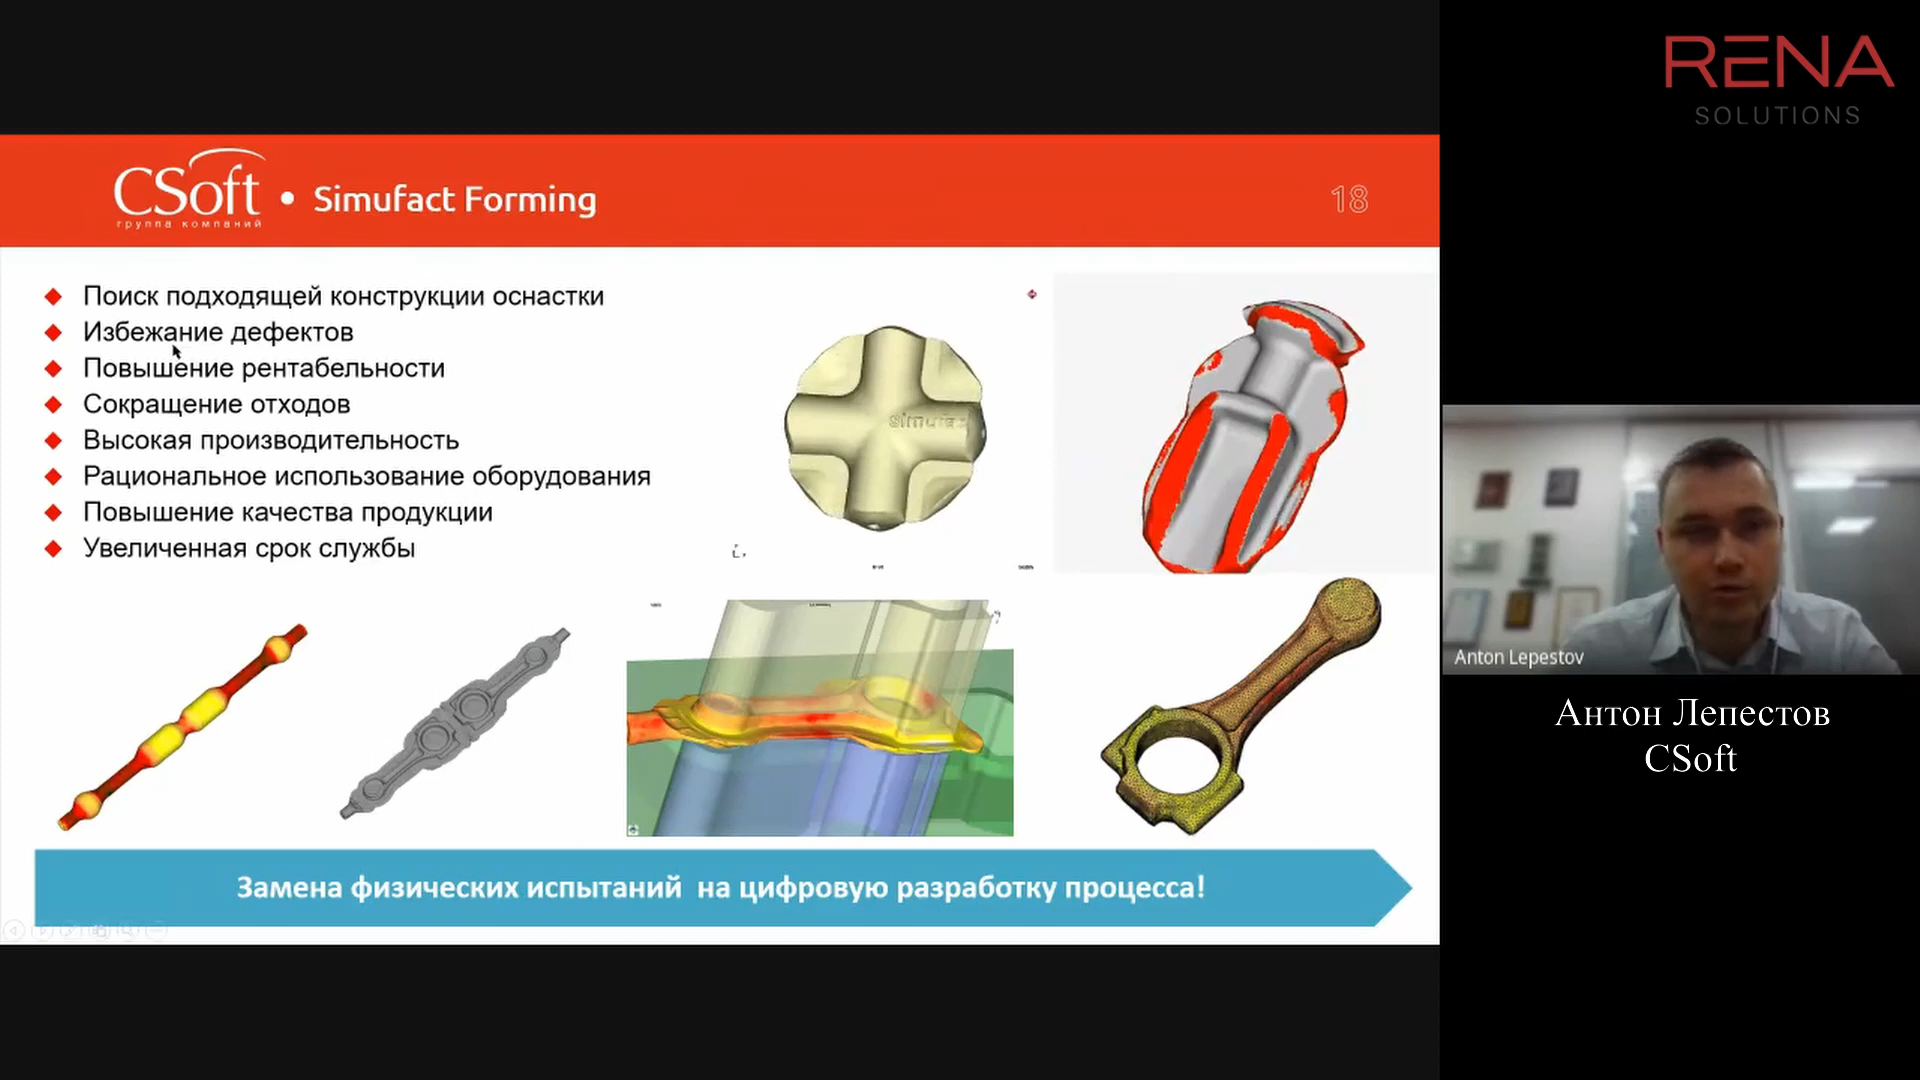 RENA
SOLUTIONS
CSoft
группа компаний
• Simufact Forming
18
Поиск подходящей конструкции оснастки
Избежание дефектов
Повышение рентабельности
Сокращение отходов
Высокая производительность
Рациональное использование оборудования
Повышение качества продукции
Увеличенная срок службы
Замена физических испытаний на цифровую разработку процесса!
Anton Lepestov
Антон Лепестов
CSoft